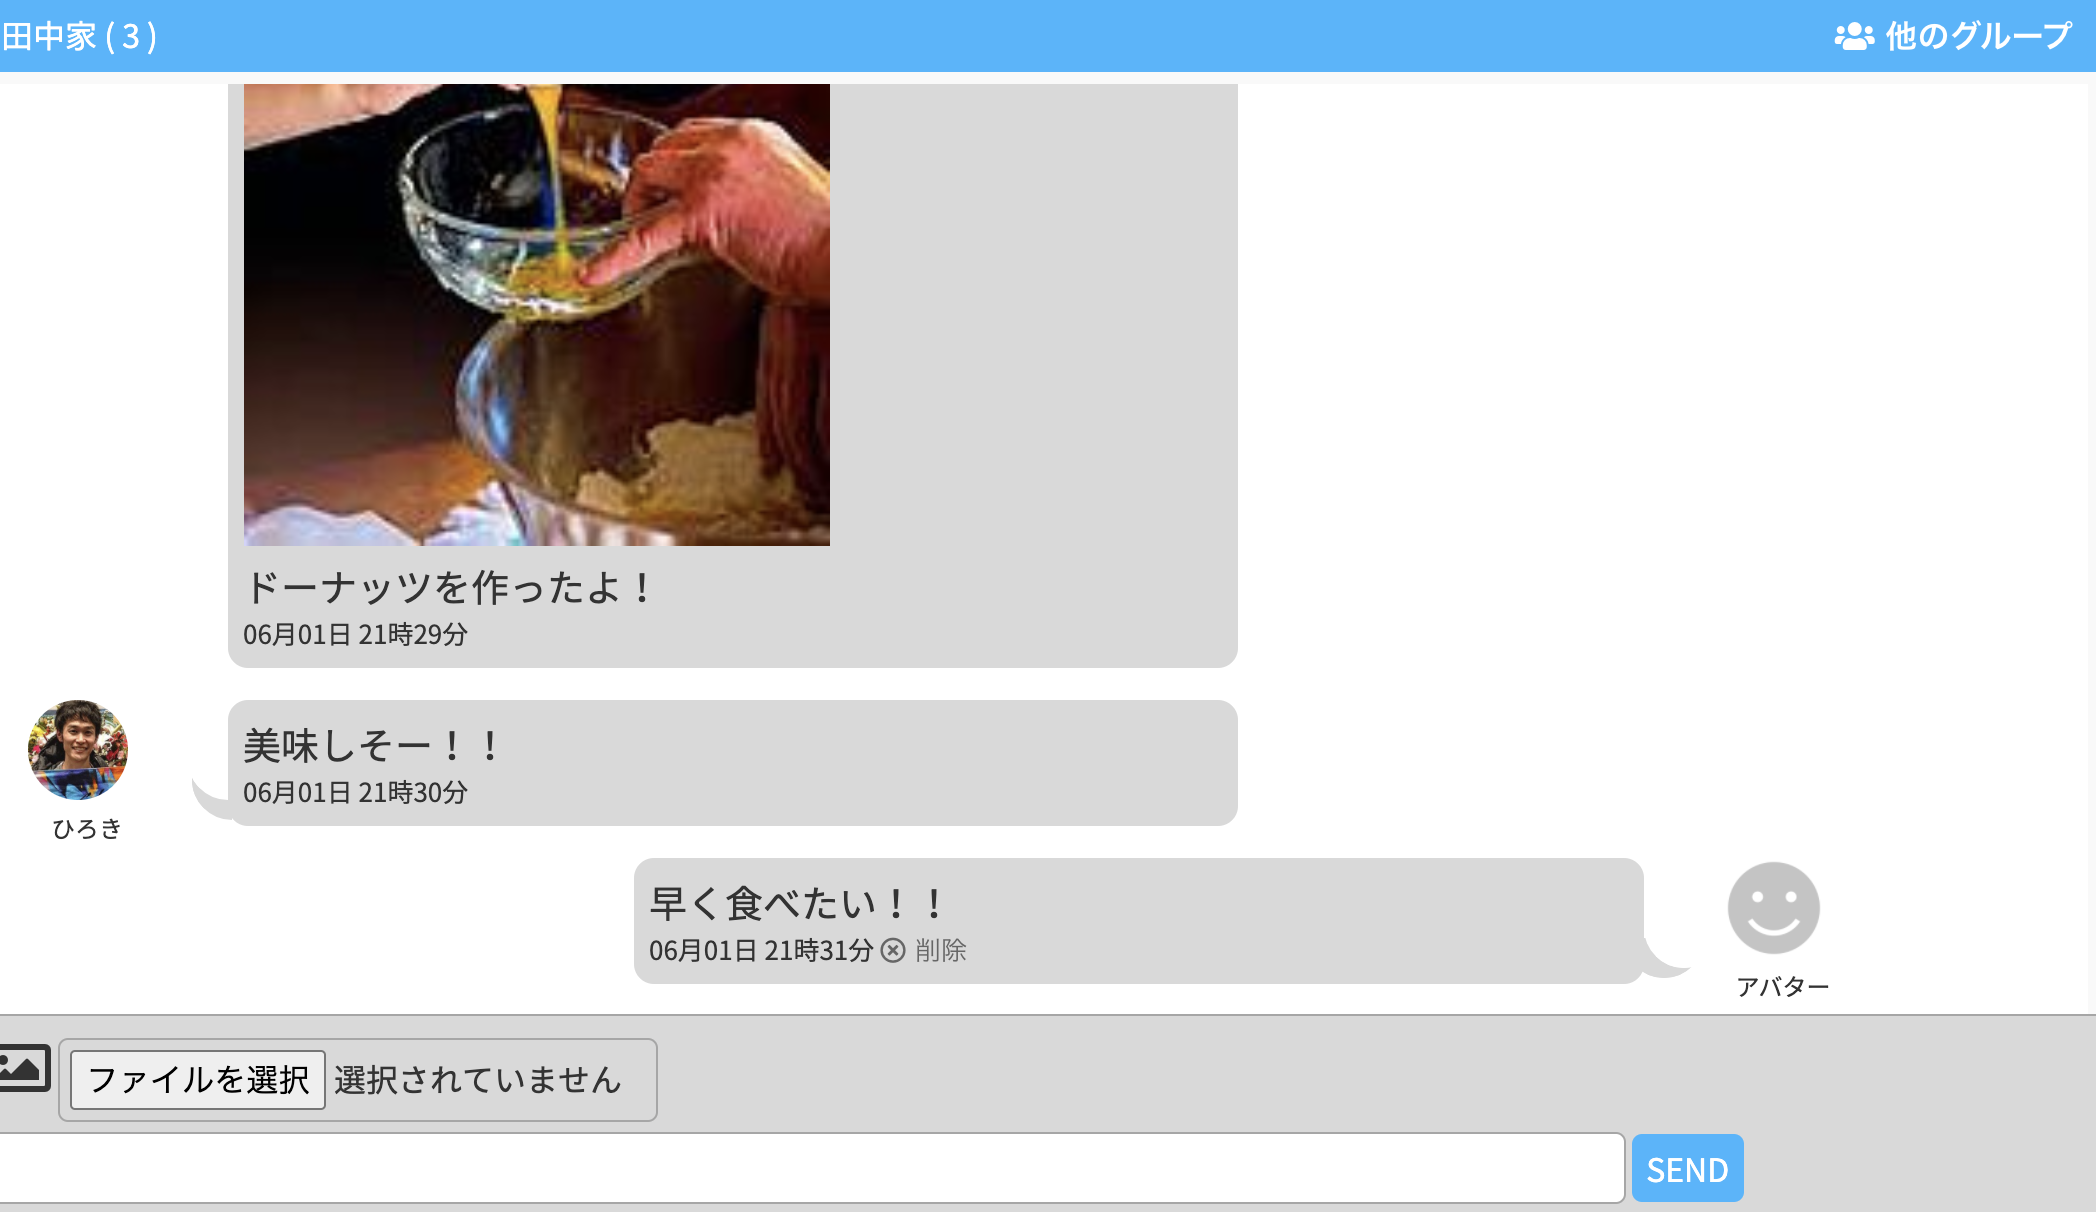 田中家 ( 3 )
他のグループ
ドーナッツを作ったよ！
06月01日 21時29分
美味しそー！！
06月01日 21時30分
ひろき
早く食べたい！！
06月01日 21時31分 削除
アバター
ファイルを選択 選択されていません
SEND